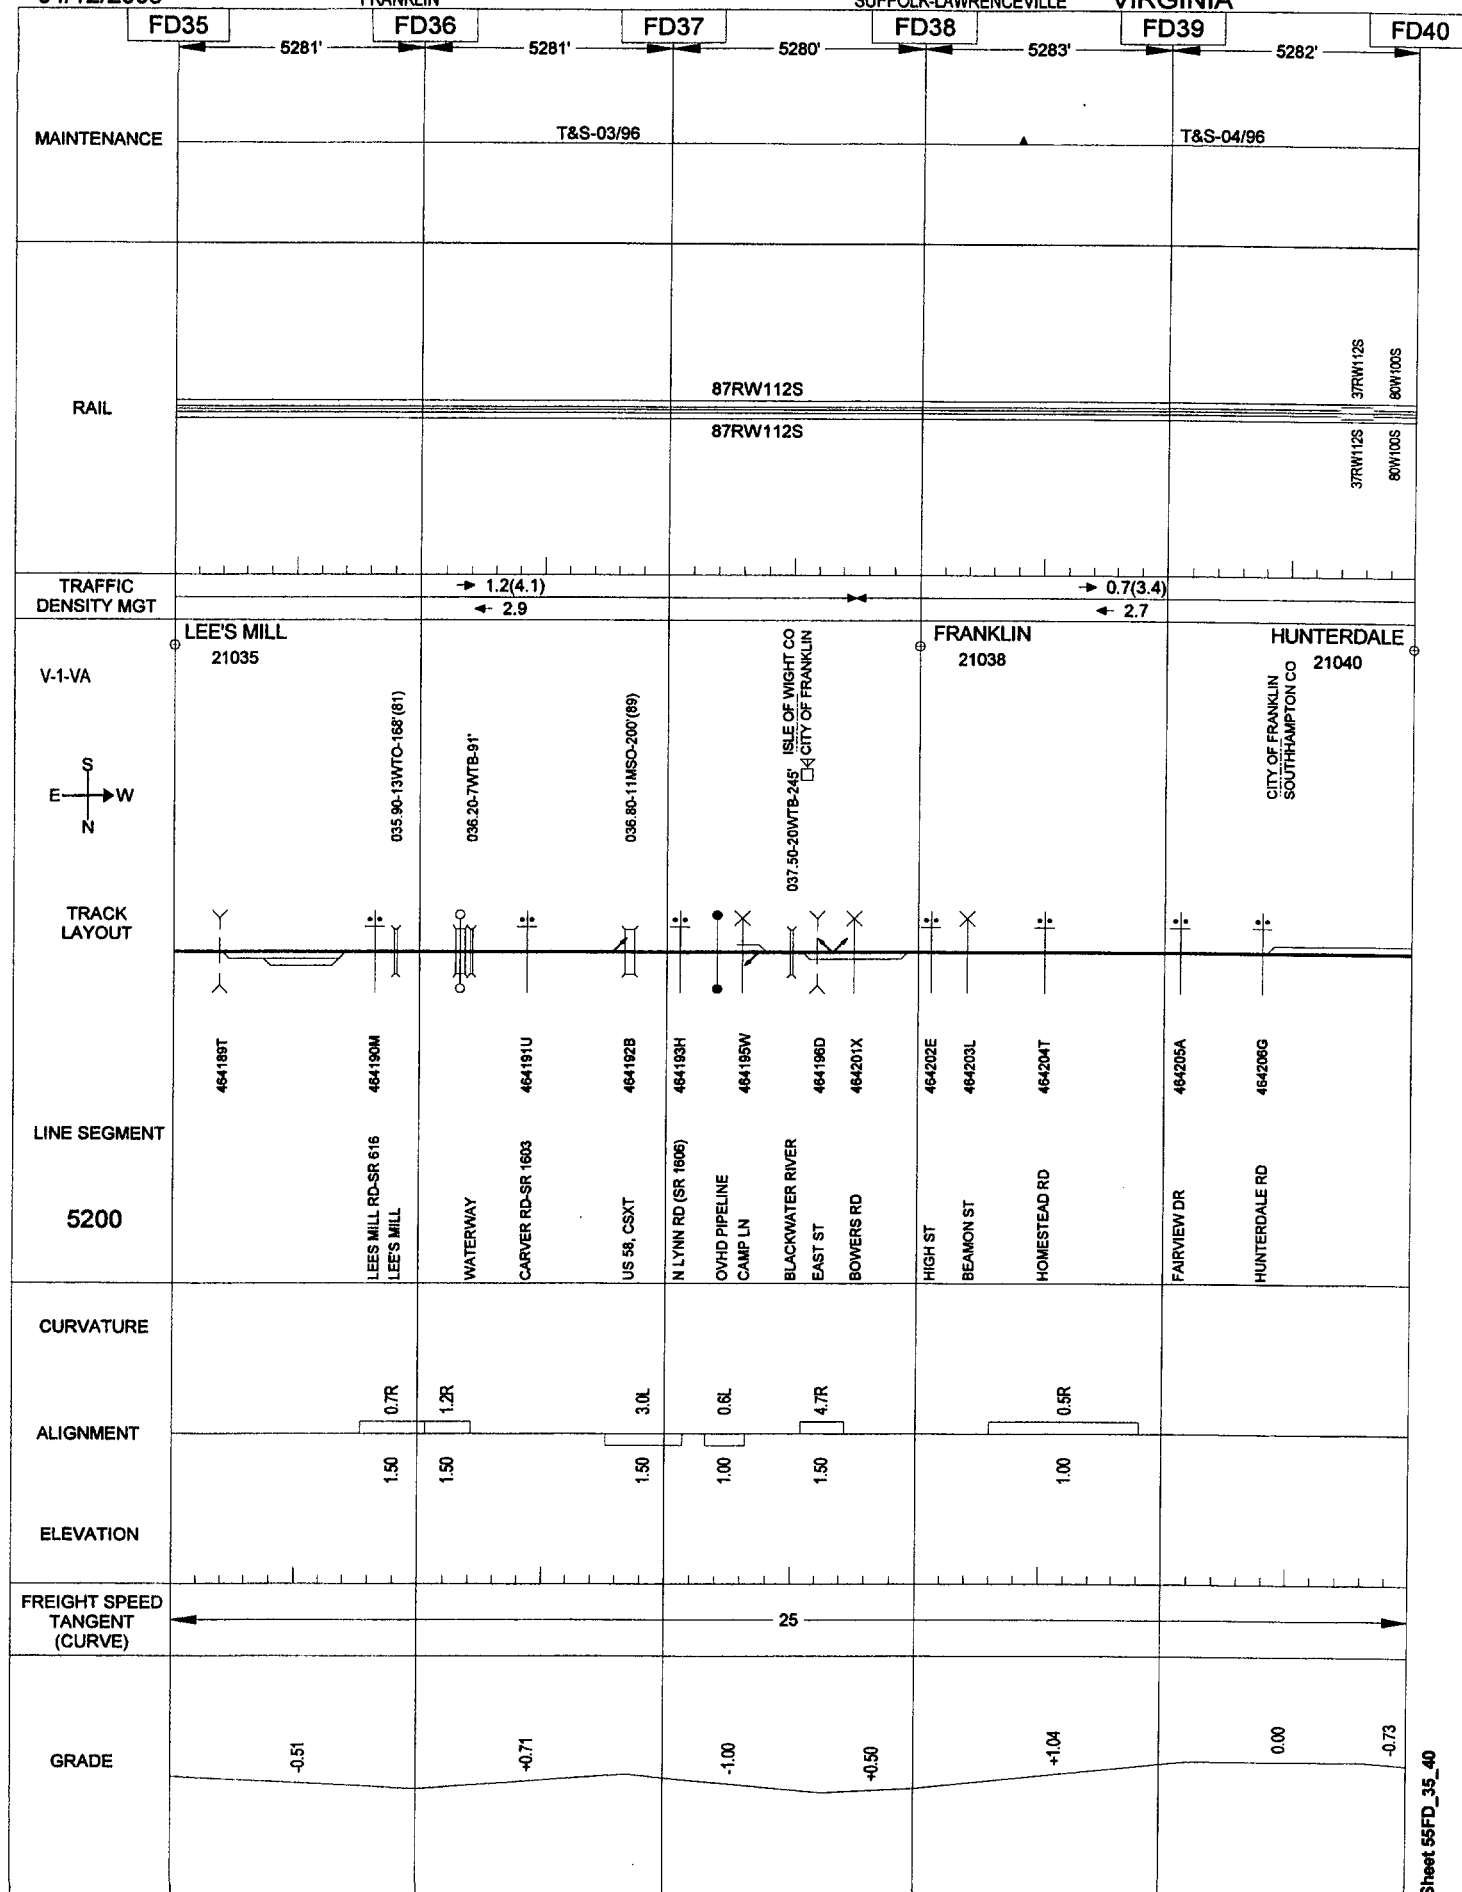 FRANKLIN
SUFFOLK-LAWRENCEVILLE VIRGINIA
FD35 FD36 FD37 FD38 FD39 FD40
5281' 5281' 5280' 5283' 5282'
MAINTENANCE
T&S-03/96 T&S-04/96
RAIL
87RW112S
87RW112S
37RW112S
80W100S
37RW112S
80W100S
TRAFFIC
DENSITY MGT
1.2(4.1)
2.9
0.7(3.4)
2.7
LEE'S MILL
21035
FRANKLIN
21038
HUNTERDALE
21040
V-1-VA
S
E W
N
035.90-13WTO-168'(81)
036.20-7WTB-91'
036.80-11MSO-200'(89)
037.50-20WTB-245'
ISLE OF WIGHT CO
CITY OF FRANKLIN
CITY OF FRANKLIN
SOUTHHAMPTON CO
TRACK
LAYOUT
464189T
464190M
464191U
464192B
464193H
464195W
464196D
464201X
464202E
464203L
464204T
464205A
464206G
LINE SEGMENT
5200
LEES MILL RD-SR 616
LEE'S MILL
WATERWAY
CARVER RD-SR 1603
US 58, CSXT
N LYNN RD (SR 1606)
OVHD PIPELINE
CAMP LN
BLACKWATER RIVER
EAST ST
BOWERS RD
HIGH ST
BEAMON ST
HOMESTEAD RD
FAIRVIEW DR
HUNTERDALE RD
CURVATURE
0.7R
1.2R
3.0L
0.6L
4.7R
0.5R
ALIGNMENT
1.50
1.50
1.50
1.00
1.50
1.00
ELEVATION
FREIGHT SPEED
TANGENT
(CURVE)
25
GRADE
-0.51
+0.71
-1.00
+0.50
+1.04
0.00
-0.73
Sheet 55FD_35_40